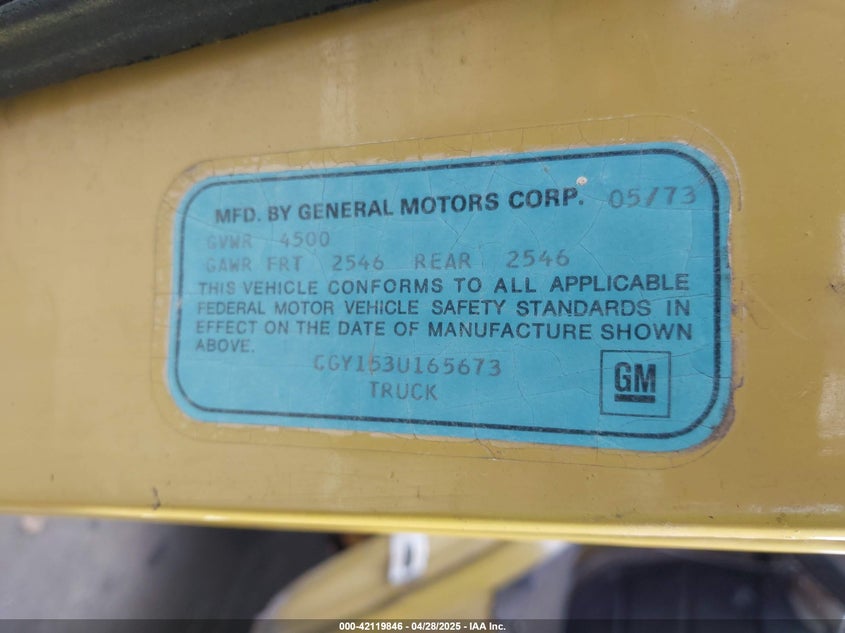 MFD. BY GENERAL MOTORS CORP. 05/73
GVWR 4500
GAWR FRT 2546 REAR 2546
THIS VEHICLE CONFORMS TO ALL APPLICABLE
FEDERAL MOTOR VEHICLE SAFETY STANDARDS IN
EFFECT ON THE DATE OF MANUFACTURE SHOWN
ABOVE.
CGY153U165673
TRUCK
GM
000-42119846 - 04/28/2025 - IAA Inc.